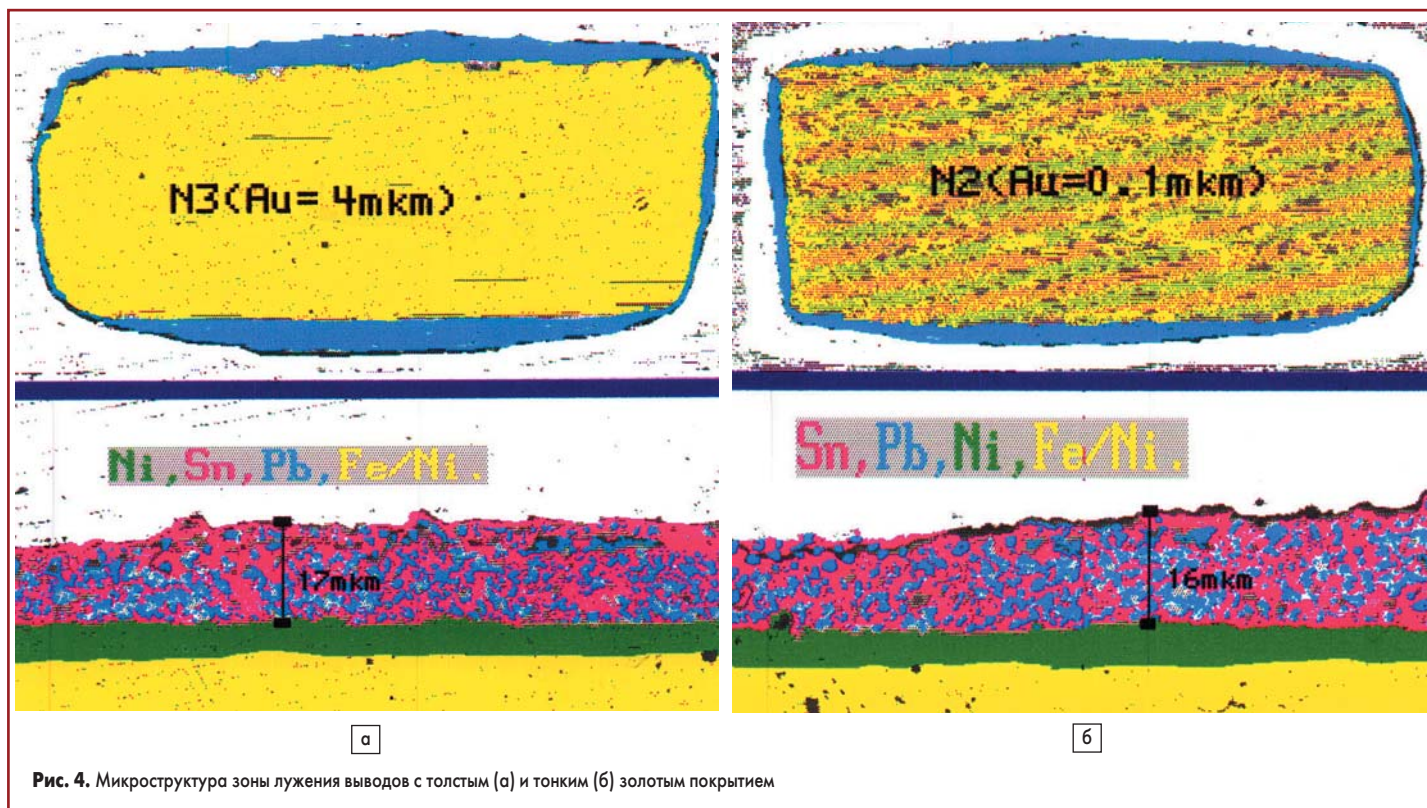 N3(Au= 4mkm)
N2(Au=0.1mkm)
Ni,Sn,Pb,Fe/Ni.
Sn,Pb,Ni,Fe/Ni.
17mkm
16mkm
а
б
Рис. 4. Микроструктура зоны лужения выводов с толстым (а) и тонким (б) золотым покрытием